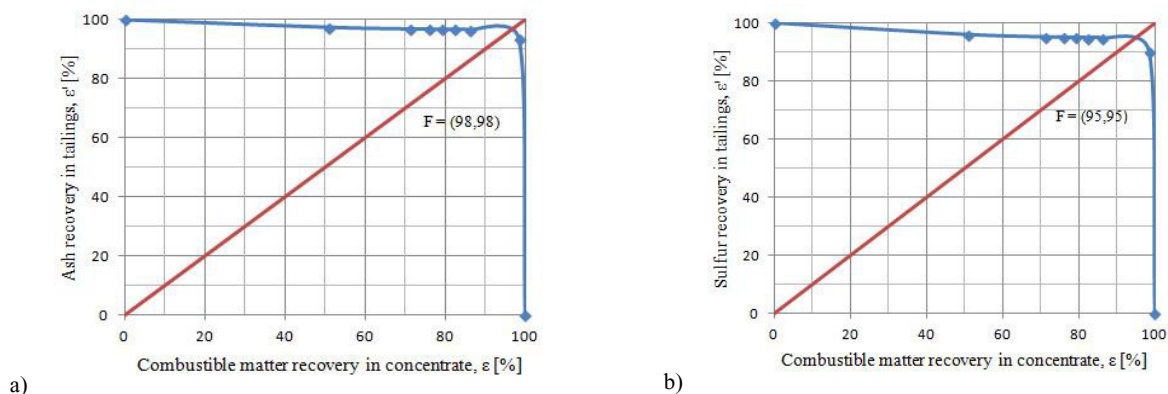 Ash recovery in tailings, ε' [%]
100
80
60
40
20
0
F = (98,98)
0 20 40 60 80 100
Combustible matter recovery in concentrate, ε [%]
a)
Sulfur recovery in tailings, ε' [%]
100
80
60
40
20
0
F = (95,95)
0 20 40 60 80 100
Combustible matter recovery in concentrate, ε [%]
b)